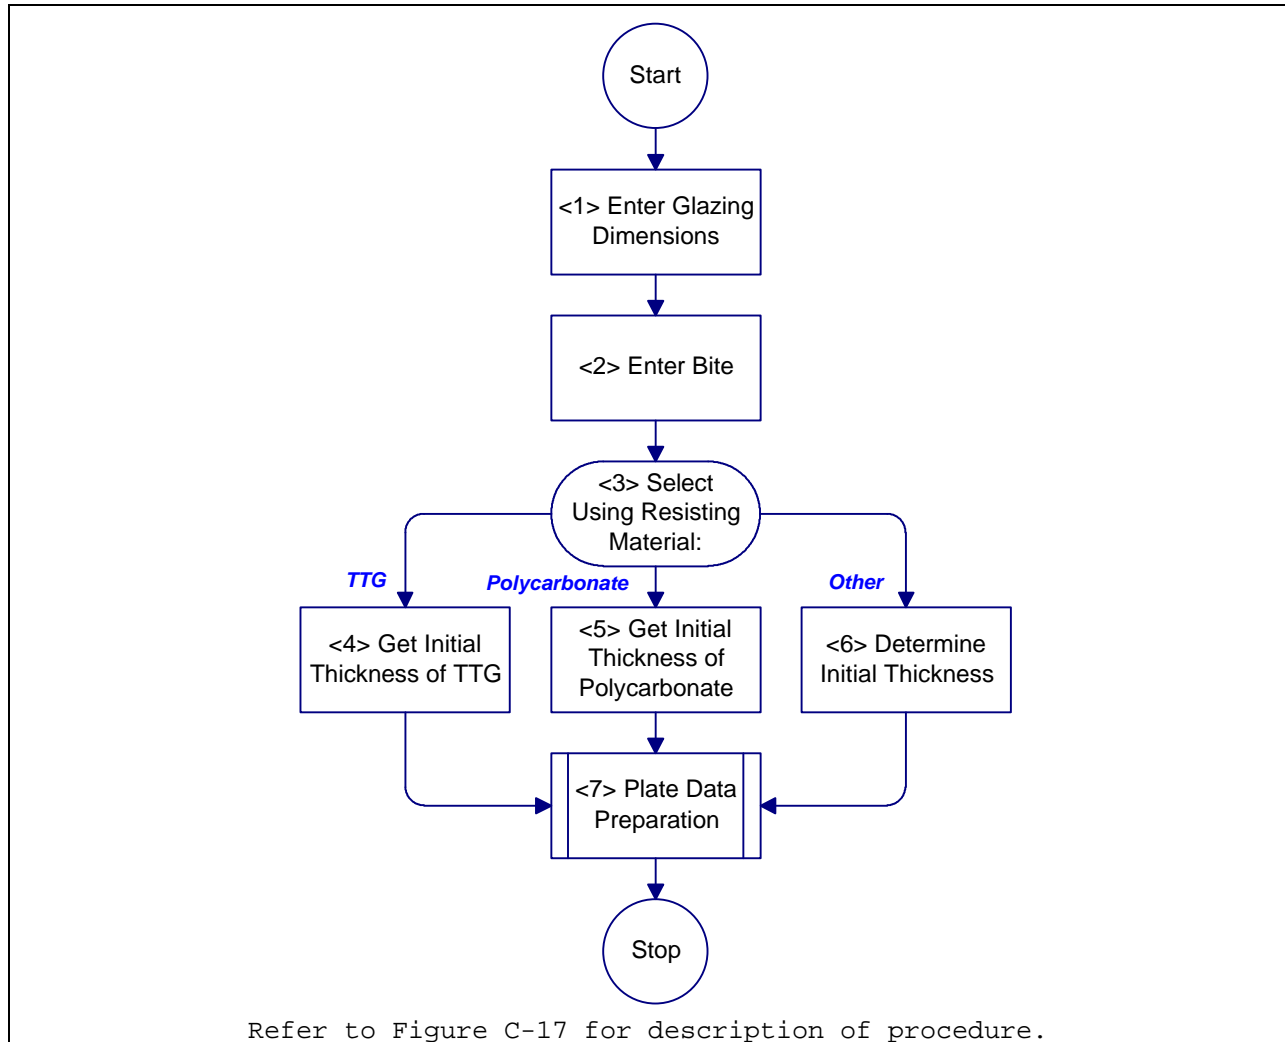 Start
<1> Enter Glazing
Dimensions
<2> Enter Bite
<3> Select
Using Resisting
Material:
TTG
Polycarbonate
Other
<4> Get Initial
Thickness of TTG
<5> Get Initial
Thickness of
Polycarbonate
<6> Determine
Initial Thickness
<7> Plate Data
Preparation
Stop
Refer to Figure C-17 for description of procedure.